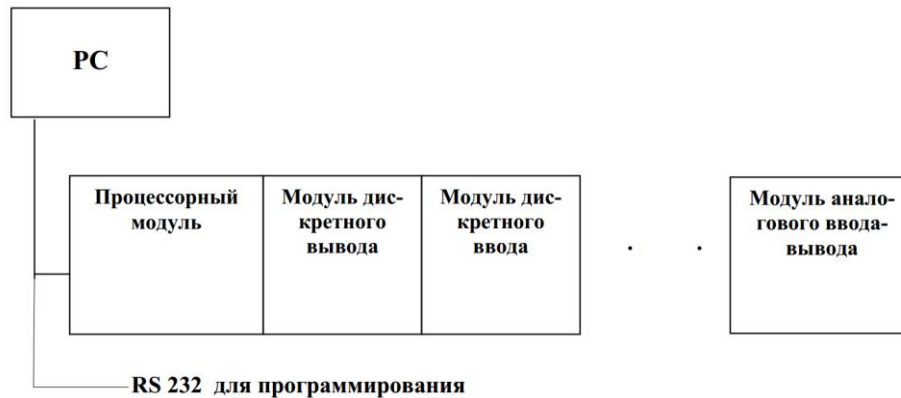 PC
Процессорный
модуль
Модуль дис-
кретного
вывода
Модуль дис-
кретного
ввода
. .
Модуль анало-
гового ввода-
вывода
RS 232 для программирования